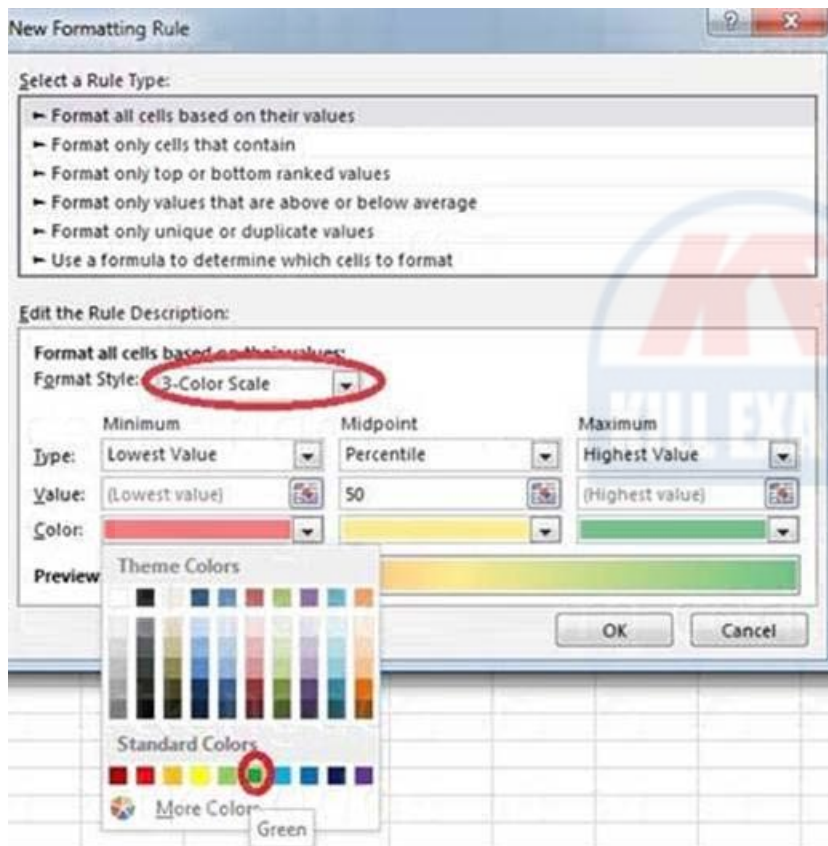 New Formatting Rule
Select a Rule Type:
► Format all cells based on their values
► Format only cells that contain
► Format only top or bottom ranked values
► Format only values that are above or below average
► Format only unique or duplicate values
► Use a formula to determine which cells to format
Edit the Rule Description:
Format all cells based on their values:
Format Style: 3-Color Scale
Minimum Midpoint Maximum
Type: Lowest Value Percentile Highest Value
Value: (Lowest value) 50 (Highest value)
Color:
Preview
Theme Colors
OK Cancel
Standard Colors
More Colors
Green
KILL EXA